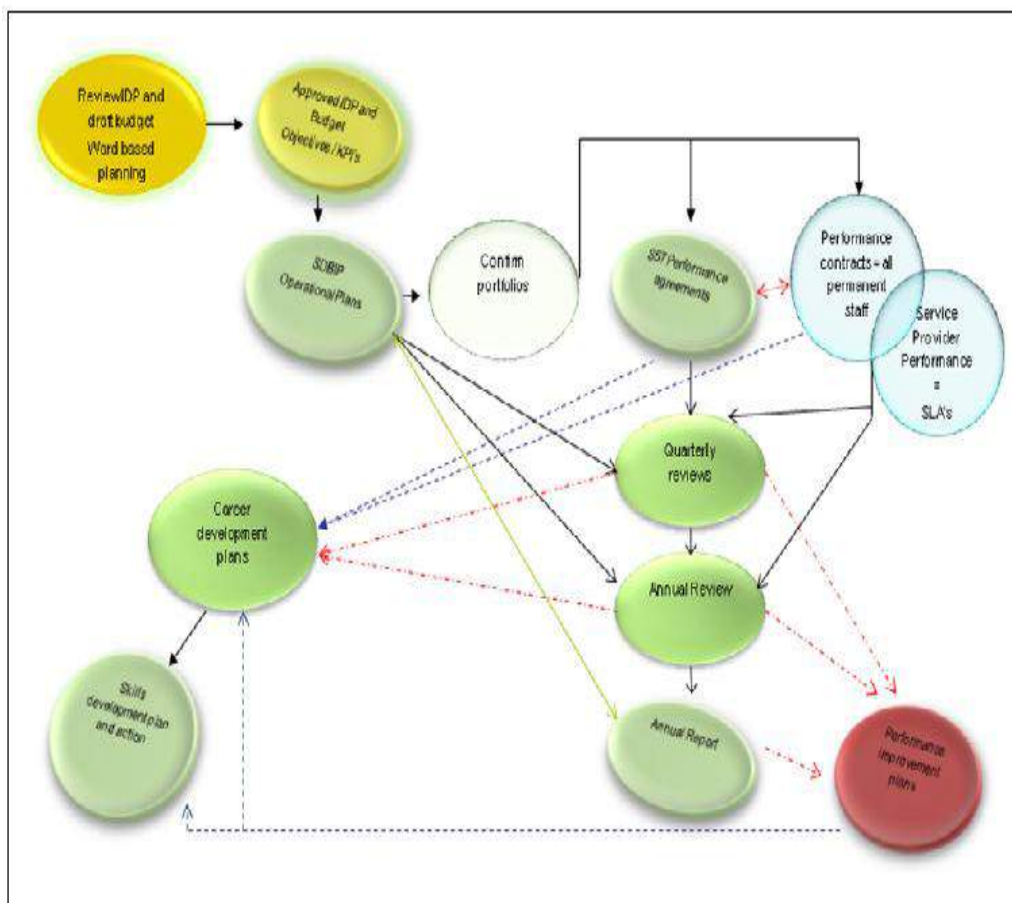 Review IDP and
draft budget
Ward based
planning
Approved IDP and
Budget
Objectives / KPI's
SDBIP
Operational Plans
Confirm
portfolios
S57 Performance
agreements
Performance
contracts – all
permanent
staff
Service
Provider
Performance
=
SLA's
Quarterly
reviews
Career
development
plans
Annual Review
Skills
development plan
and action
Annual Report
Performance
improvement
plans